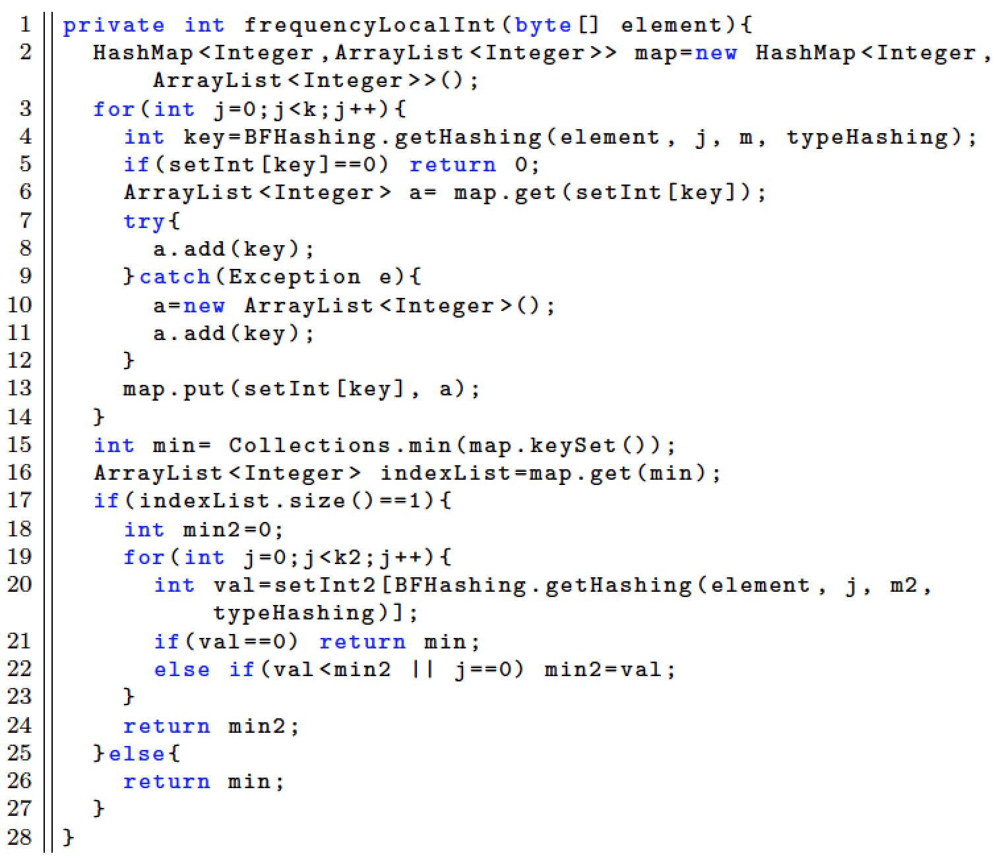 1 private int frequencyLocalInt(byte[] element){
2 HashMap<Integer,ArrayList<Integer>> map=new HashMap<Integer,
ArrayList<Integer>>();
3 for(int j=0;j<k;j++){
4 int key=BFHashing.getHashing(element, j, m, typeHashing);
5 if(setInt[key]==0) return 0;
6 ArrayList<Integer> a= map.get(setInt[key]);
7 try{
8 a.add(key);
9 }catch(Exception e){
10 a=new ArrayList<Integer>();
11 a.add(key);
12 }
13 map.put(setInt[key], a);
14 }
15 int min= Collections.min(map.keySet());
16 ArrayList<Integer> indexList=map.get(min);
17 if(indexList.size()==1){
18 int min2=0;
19 for(int j=0;j<k2;j++){
20 int val=setInt2[BFHashing.getHashing(element, j, m2,
typeHashing)];
21 if(val==0) return min;
22 else if(val<min2 || j==0) min2=val;
23 }
24 return min2;
25 }else{
26 return min;
27 }
28 }